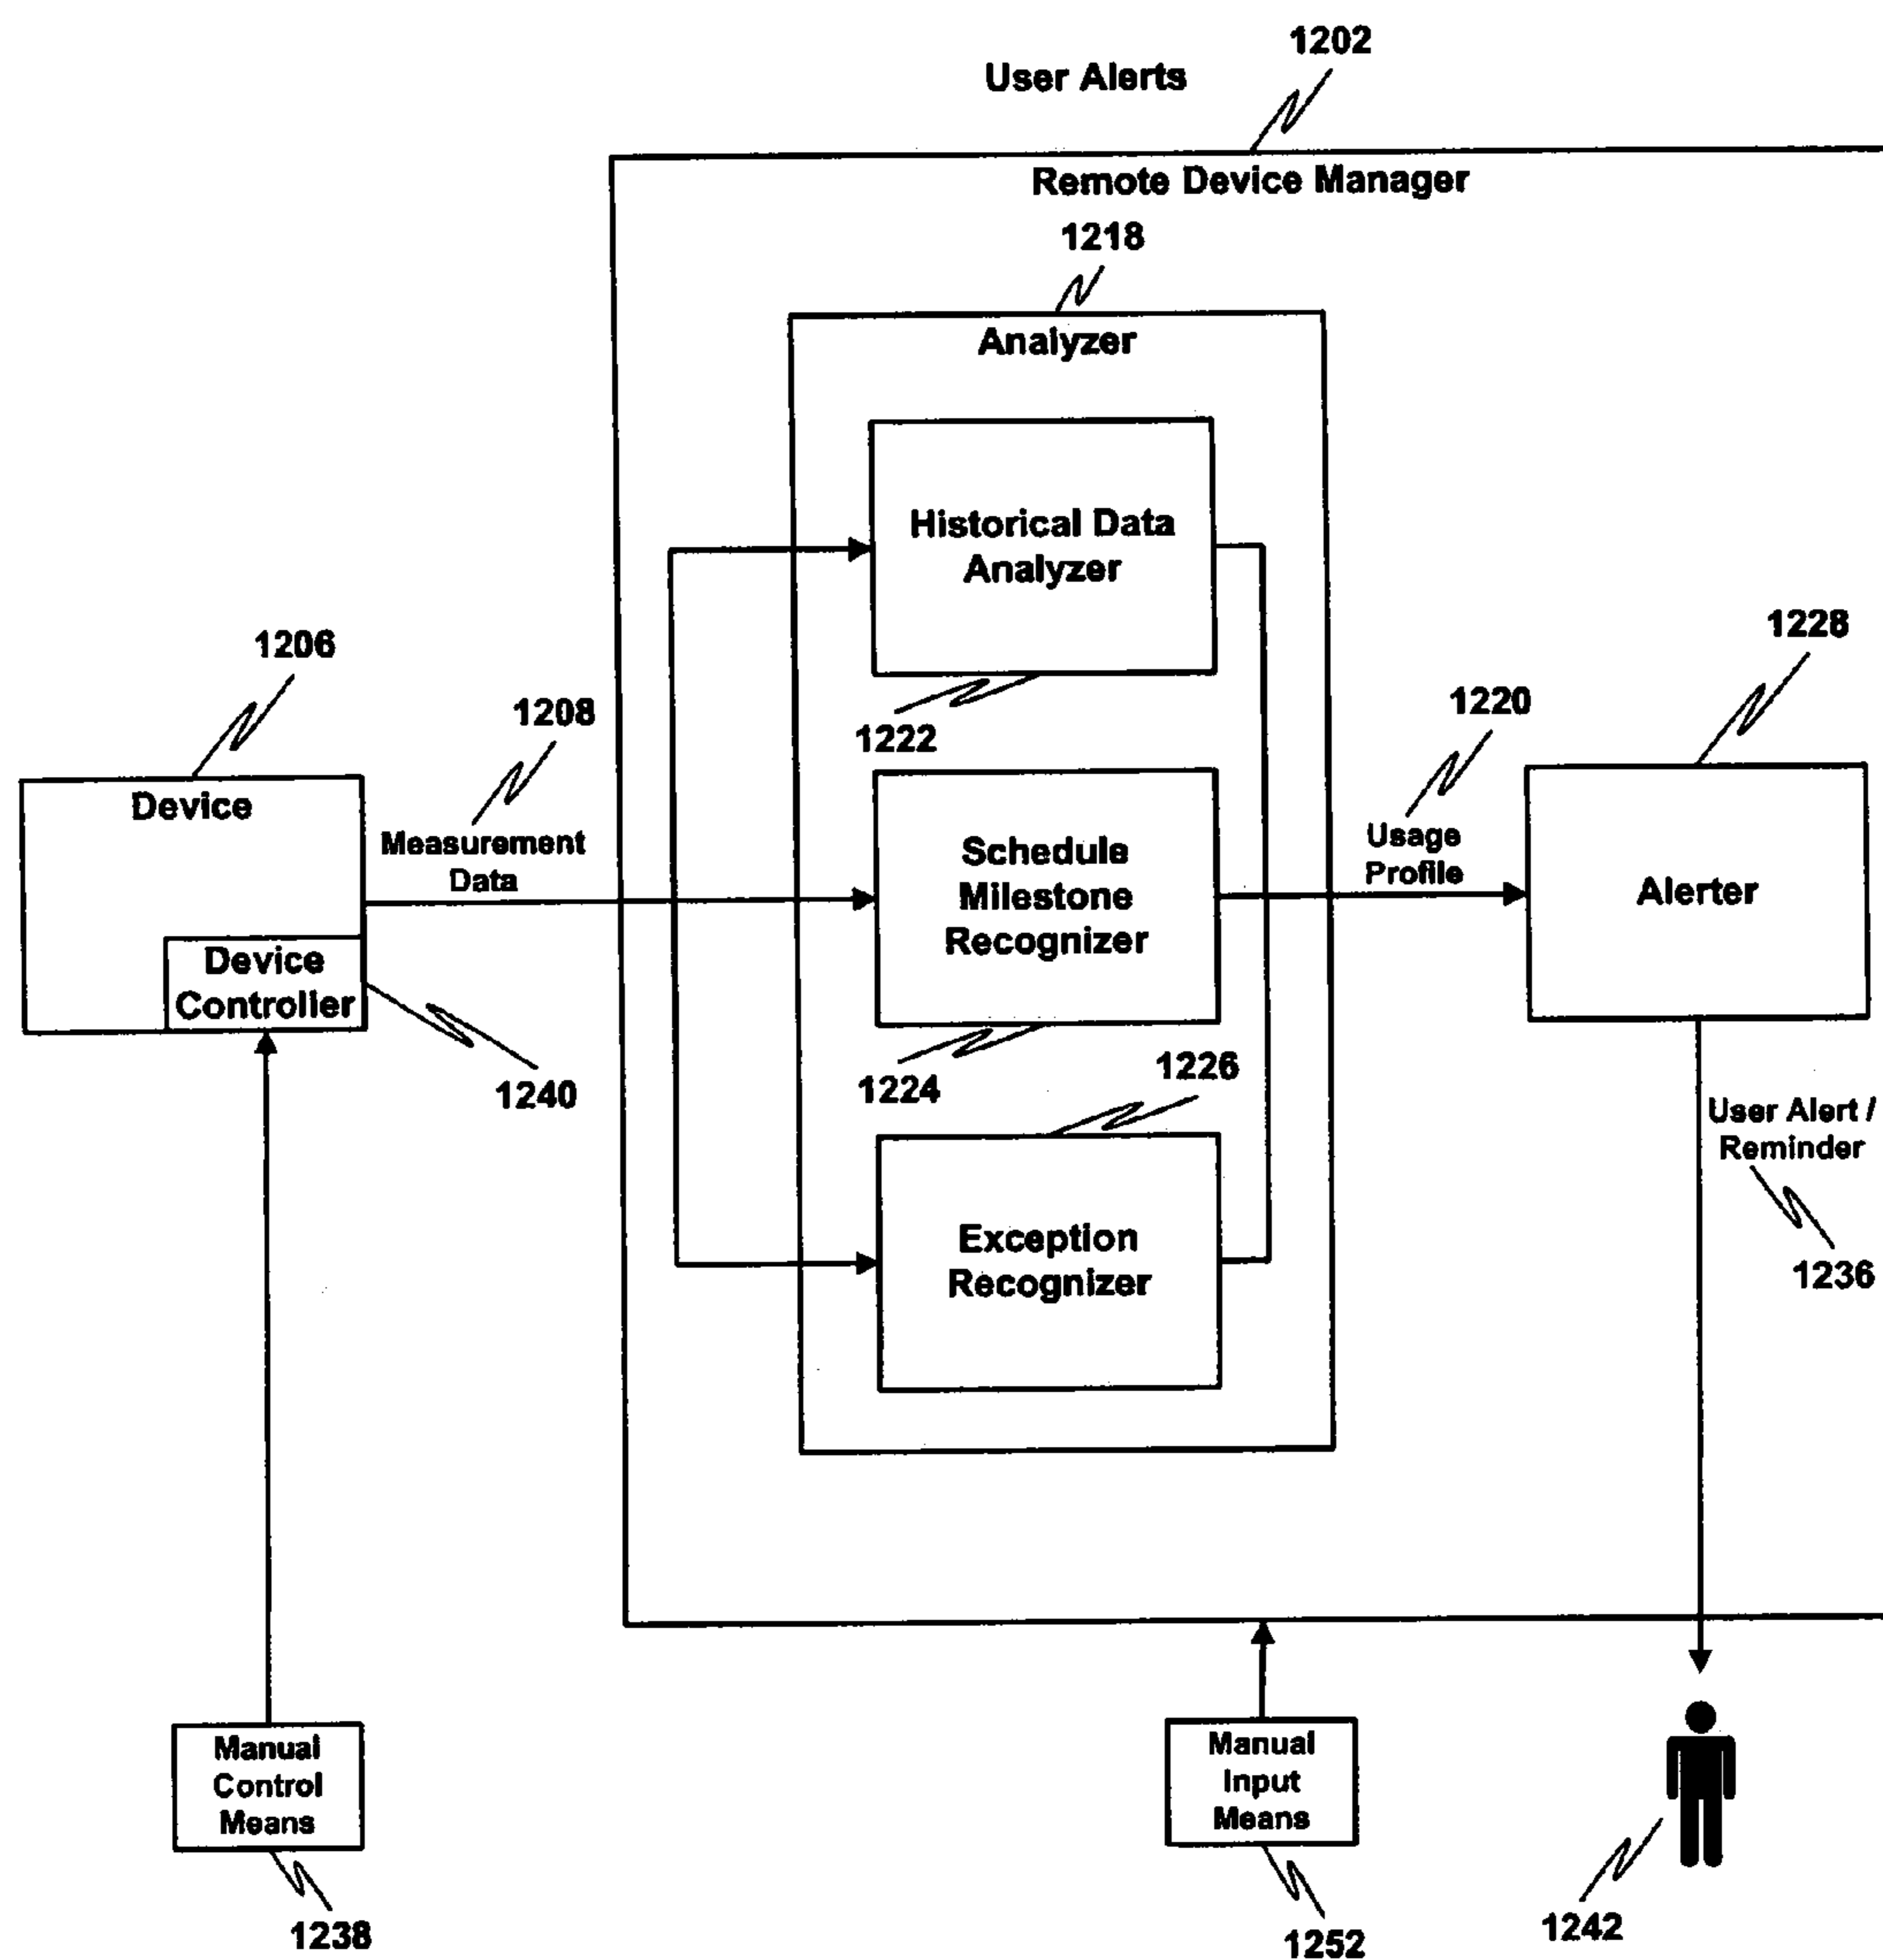 1202
User Alerts
Remote Device Manager
1218
Analyzer
Historical Data
Analyzer
1222
1206
1208
Device
Measurement
Data
Device
Controller
1240
Schedule
Milestone
Recognizer
1224
1226
Exception
Recognizer
1220
Usage
Profile
1228
Alerter
User Alert /
Reminder
1236
Manual
Control
Means
1238
Manual
Input
Means
1252
1242